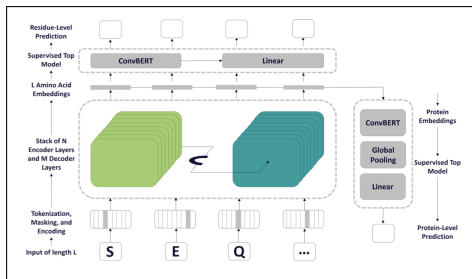 Residue-Level
Prediction
Supervised Top
Model
L Amino Acid
Embeddings
Stack of N
Encoder Layers
and M Decoder
Layers
Tokenization,
Masking, and
Encoding
Input of length L
ConvBERT
Linear
C
S
E
Q
...
ConvBERT
Global
Pooling
Linear
Protein
Embeddings
Supervised Top
Model
Protein-Level
Prediction